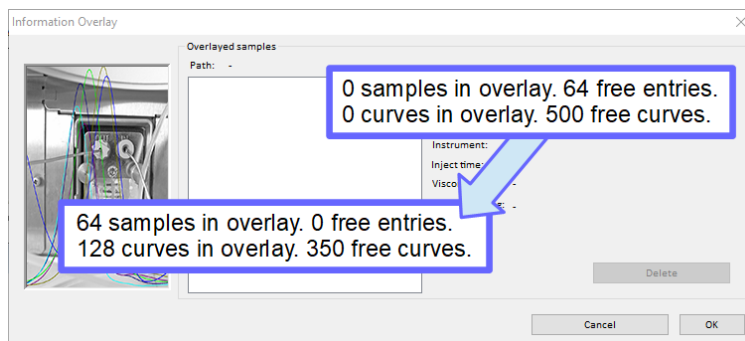 Information Overlay
Overlayed samples
Path: -
0 samples in overlay. 64 free entries.
0 curves in overlay. 500 free curves.
Instrument:
Inject time:
Visco
-
: -
64 samples in overlay. 0 free entries.
128 curves in overlay. 350 free curves.
Delete
Cancel
OK